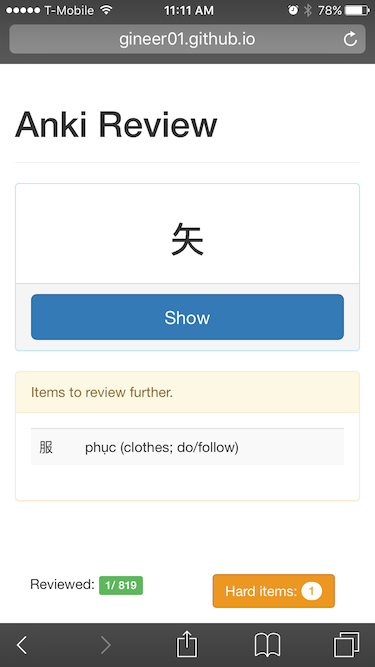 T-Mobile 11:11 AM 78%
gineer01.github.io
Anki Review
矢
Show
Items to review further.
服 phục (clothes; do/follow)
Reviewed: 1/ 819 Hard items: 1